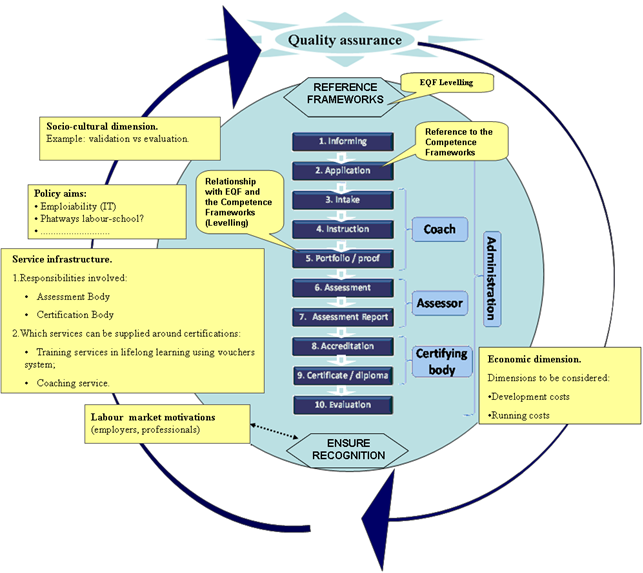 Quality assurance
REFERENCE
FRAMEWORKS
EQF Levelling
Socio-cultural dimension.
Example: validation vs evaluation.
1. Informing
Reference to the
Competence
Frameworks
2. Application
Policy aims:
• Emploiability (IT)
• Phatways labour-school?
• ........................
Relationship
with EQF and
the Competence
Frameworks
(Levelling)
3. Intake
4. Instruction
5. Portfolio / proof
Coach
Administration
Service infrastructure.
1.Responsibilities involved:
• Assessment Body
• Certification Body
2.Which services can be supplied around certifications:
• Training services in lifelong learning using vouchers
system;
• Coaching service.
6. Assessment
7. Assessment Report
Assessor
8. Accreditation
9. Certificate / diploma
Certifying
body
10. Evaluation
Economic dimension.
Dimensions to be considered:
•Development costs
•Running costs
Labour market motivations
(employers, professionals)
ENSURE
RECOGNITION